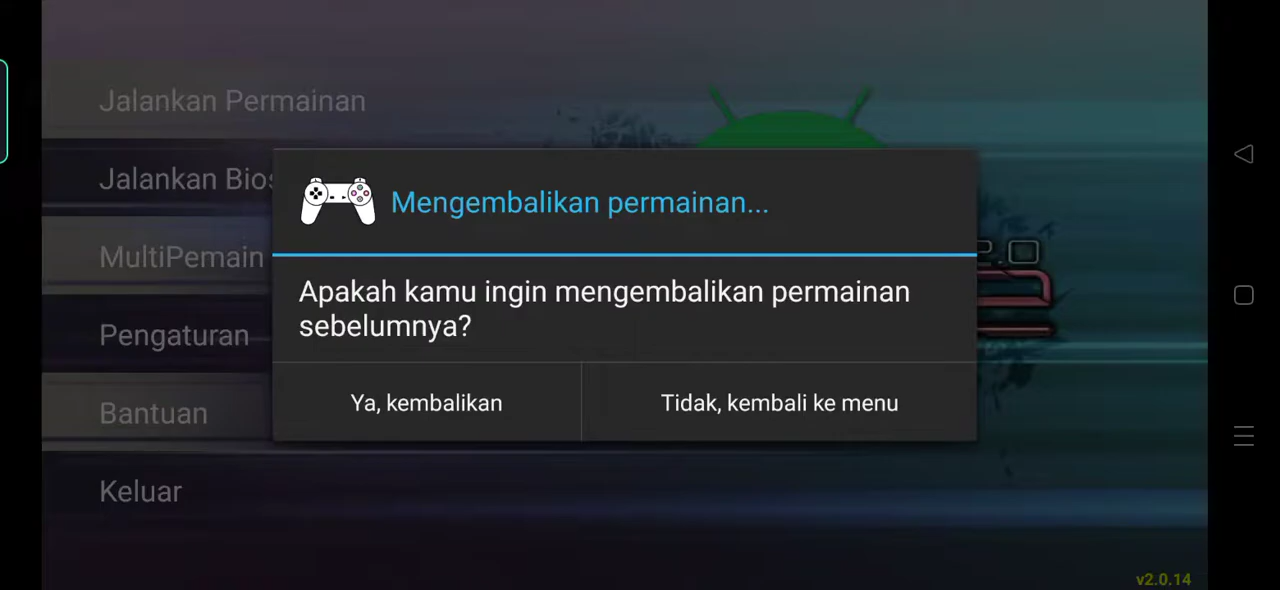 Jalankan Permainan
Jalankan Bios
MultiPemain
Pengaturan
Bantuan
Keluar
Mengembalikan permainan...
Apakah kamu ingin mengembalikan permainan
sebelumnya?
Ya, kembalikan
Tidak, kembali ke menu
v2.0.14